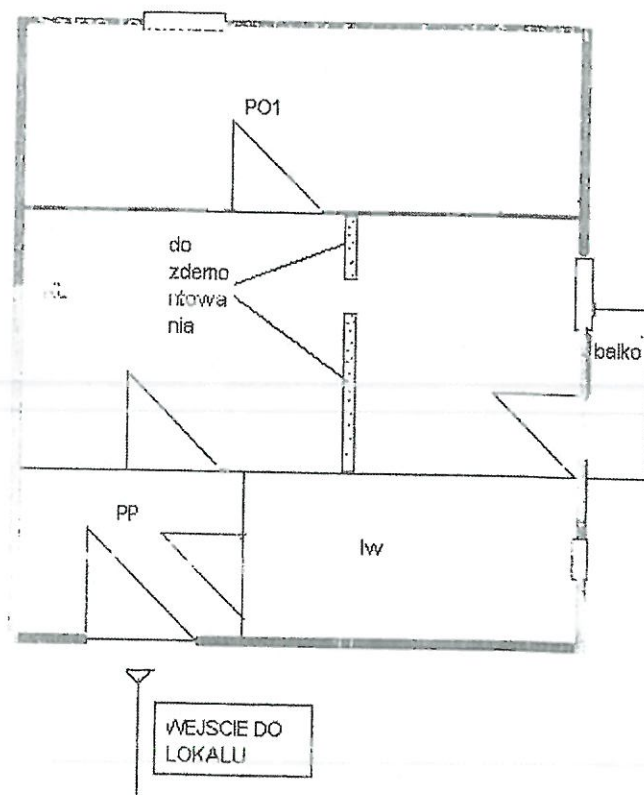 PO1
do
zdemo
ntowa
nia
balko
PP
lw
WEJSCIE DO
LOKALU